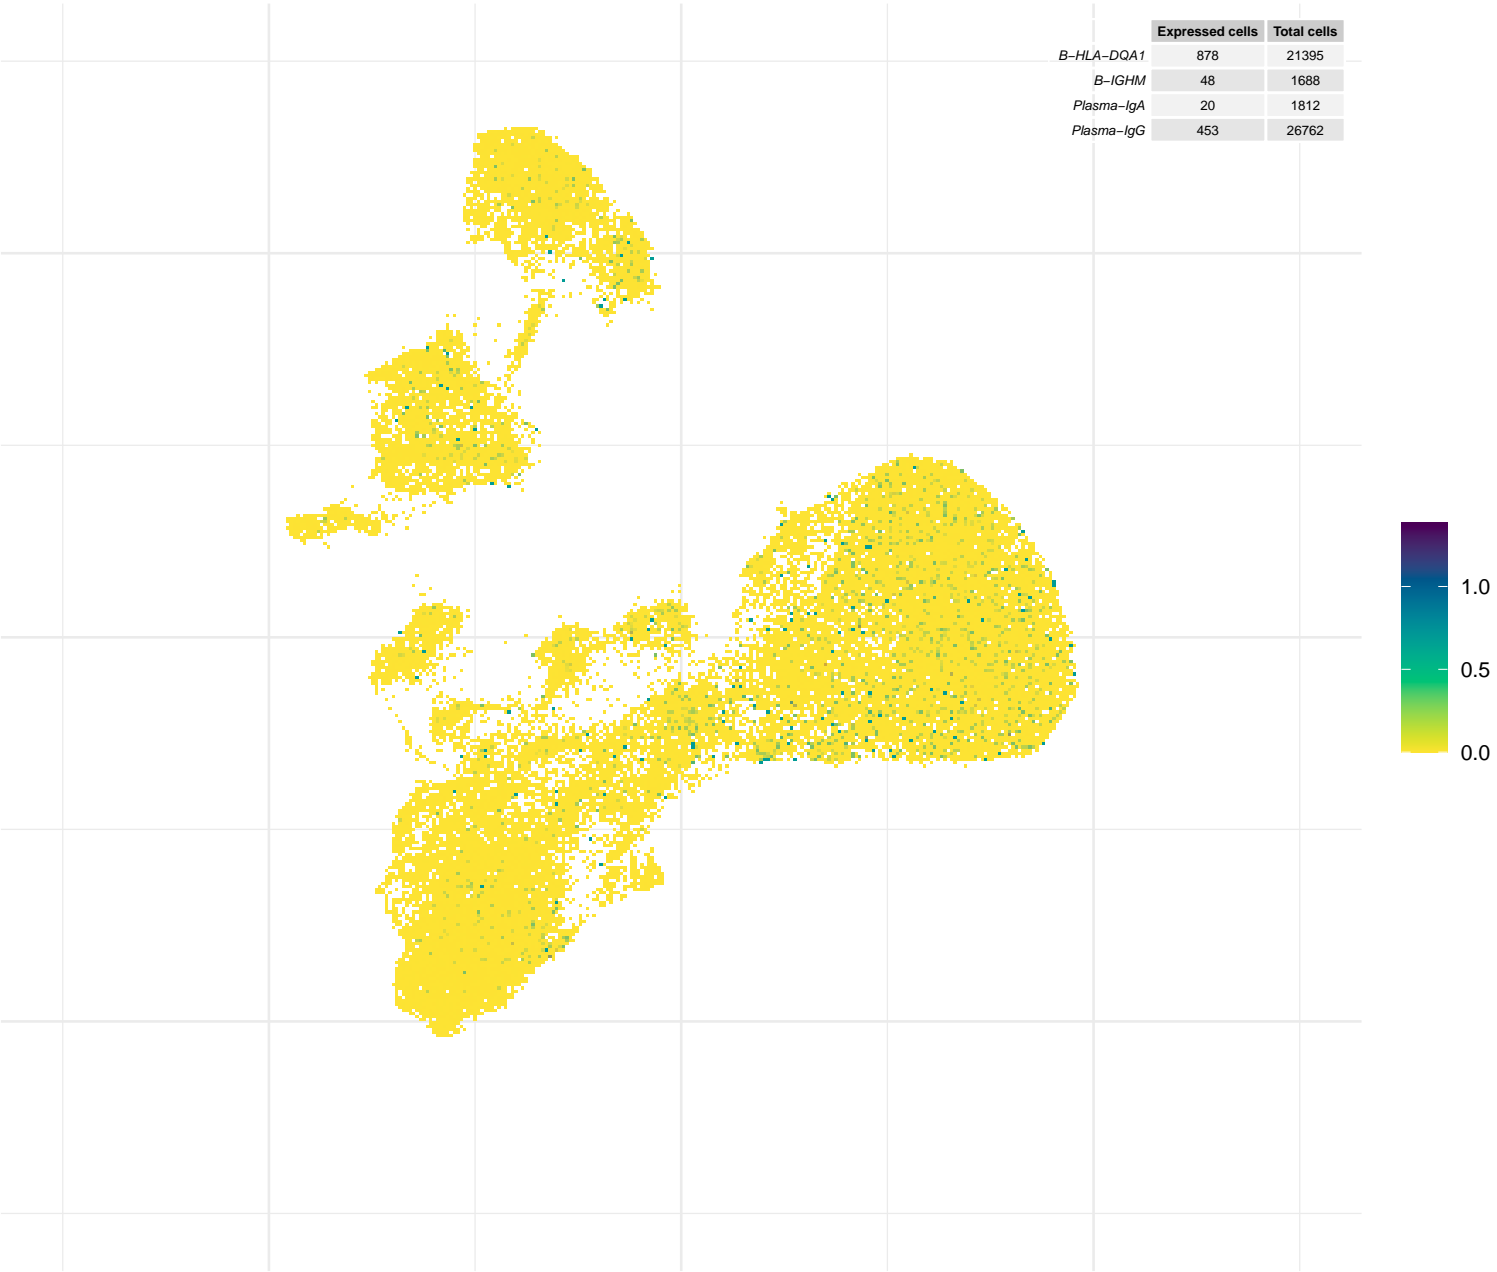 Expressed cells Total cells
B−HLA−DQA1 878 21395
B−IGHM 48 1688
Plasma−IgA 20 1812
Plasma−IgG 453 26762
1.0
0.5
0.0